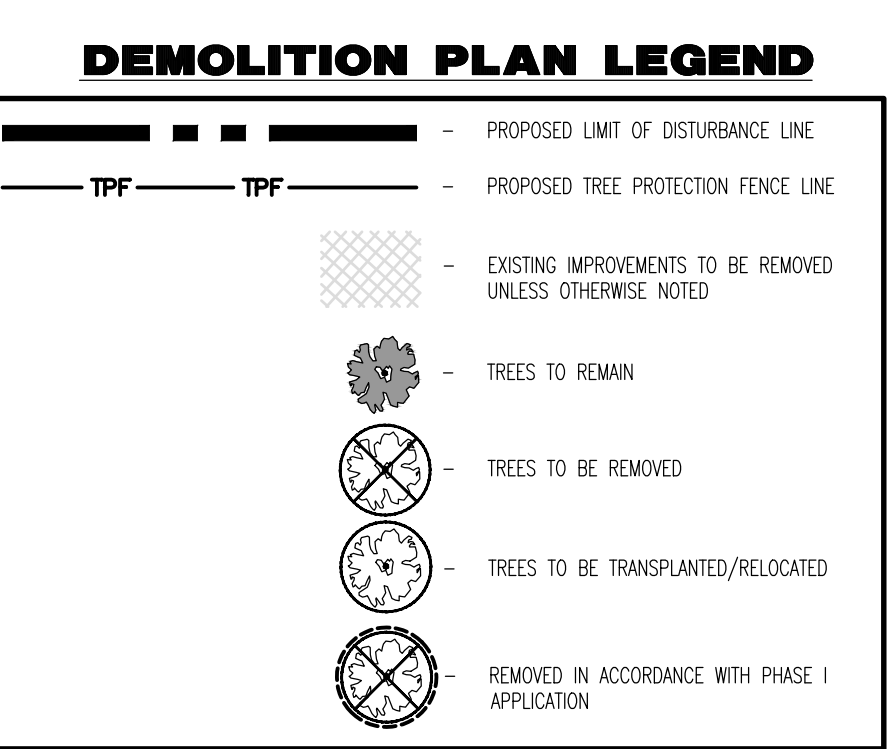 DEMOLITION PLAN LEGEND
- PROPOSED LIMIT OF DISTURBANCE LINE
TPF TPF - PROPOSED TREE PROTECTION FENCE LINE
- EXISTING IMPROVEMENTS TO BE REMOVED
UNLESS OTHERWISE NOTED
- TREES TO REMAIN
- TREES TO BE REMOVED
- TREES TO BE TRANSPLANTED/RELOCATED
- REMOVED IN ACCORDANCE WITH PHASE I
APPLICATION